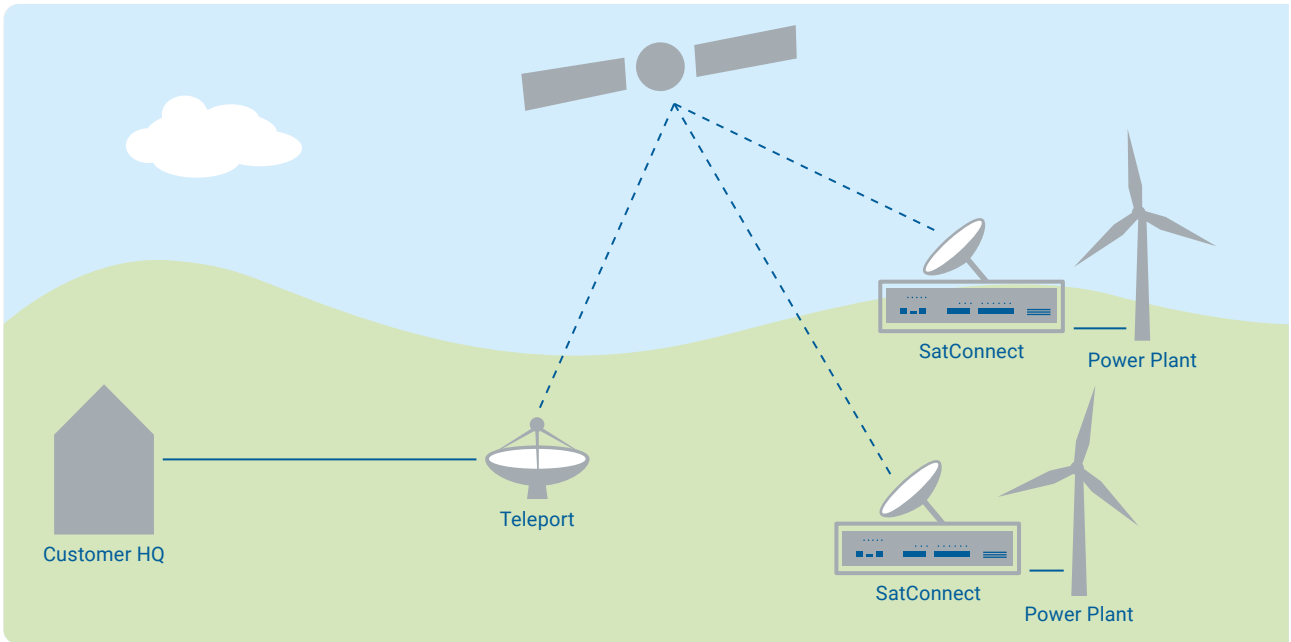 SatConnect
Power Plant
Teleport
Customer HQ
SatConnect
Power Plant